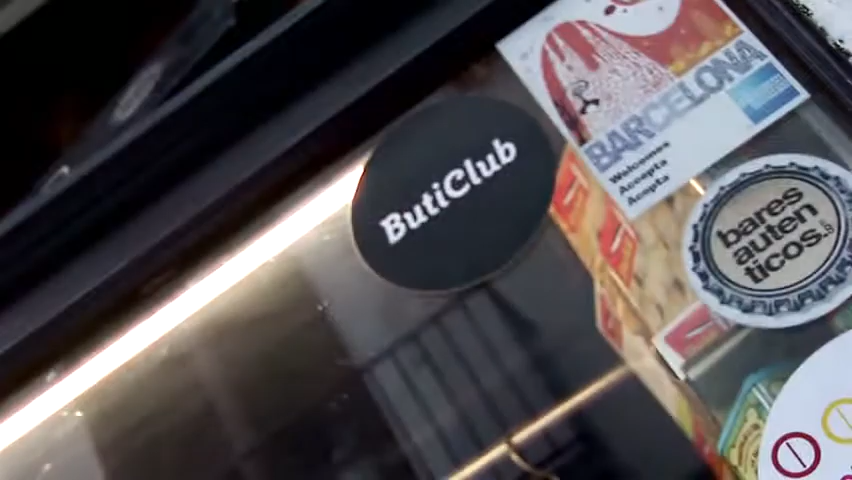 ButiClub
BARCELONA
Welcomes
Accepta
Acepta
bares
auten
ticos.